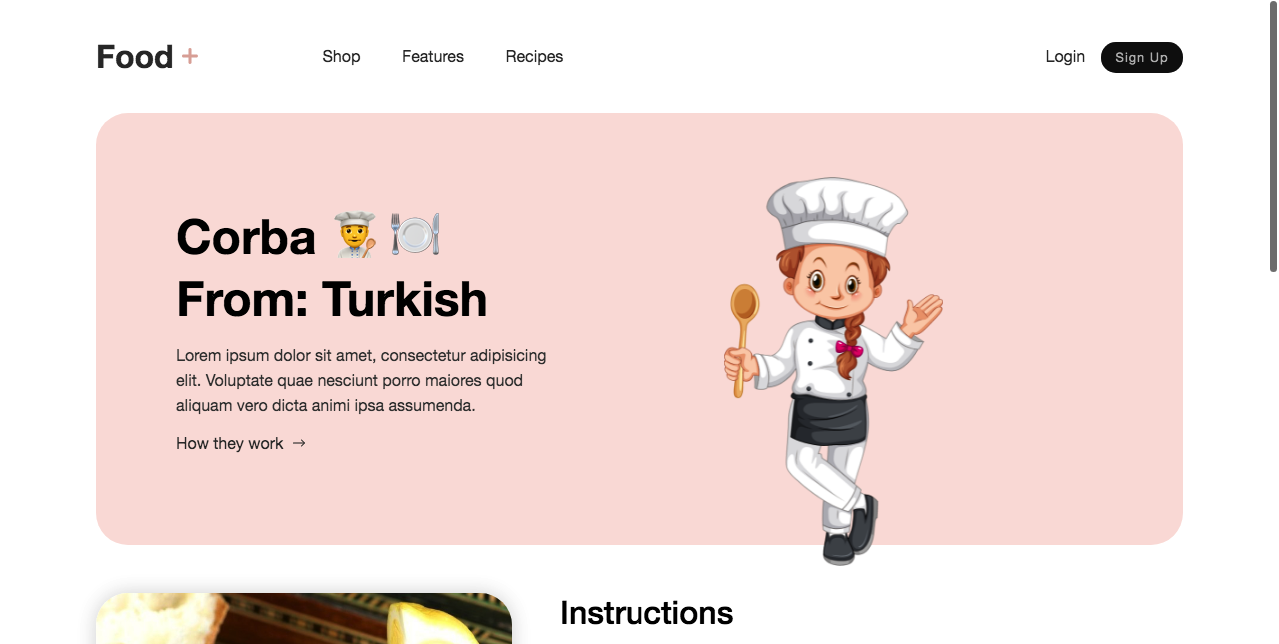 Food +
Shop
Features
Recipes
Login
Sign Up
Corba 👨‍🍳 🍽️
From: Turkish
Lorem ipsum dolor sit amet, consectetur adipisicing
elit. Voluptate quae nesciunt porro maiores quod
aliquam vero dicta animi ipsa assumenda.
How they work →
Instructions